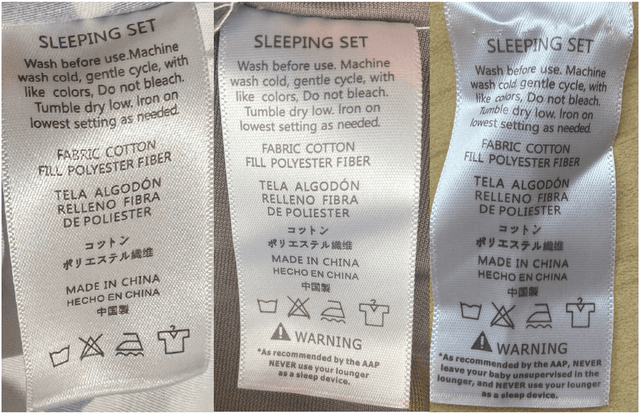 SLEEPING SET
Wash before use. Machine
wash cold, gentle cycle, with
like colors, Do not bleach.
Tumble dry low. Iron on
lowest setting as needed.
FABRIC COTTON
FILL POLYESTER FIBER
TELA ALGODÓN
RELLENO FIBRA
DE POLIESTER
コットン
ポリエステル繊维
MADE IN CHINA
HECHO EN CHINA
中国製
SLEEPING SET
Wash before use. Machine
wash cold, gentle cycle, with
like colors, Do not bleach.
Tumble dry low. Iron on
lowest setting as needed.
FABRIC COTTON
FILL POLYESTER FIBER
TELA ALGODÓN
RELLENO FIBRA
DE POLIESTER
コットン
ポリエステル繊维
MADE IN CHINA
HECHO EN CHINA
中国製
WARNING
*As recommended by the AAP
NEVER use your lounger
as a sleep device.
SLEEPING SET
Wash before use. Machine
wash cold, gentle cycle, with
like colors, Do not bleach.
Tumble dry low. Iron on
lowest setting as needed.
FABRIC COTTON
FILL POLYESTER FIBER
TELA ALGODÓN
RELLENO FIBRA
DE POLIESTER
コットン
ポリエステル繊维
MADE IN CHINA
HECHO EN CHINA
中国製
WARNING
*As recommended by the AAP, NEVER
leave your baby unsupervised in the
lounger, and NEVER use your lounger
as a sleep device.